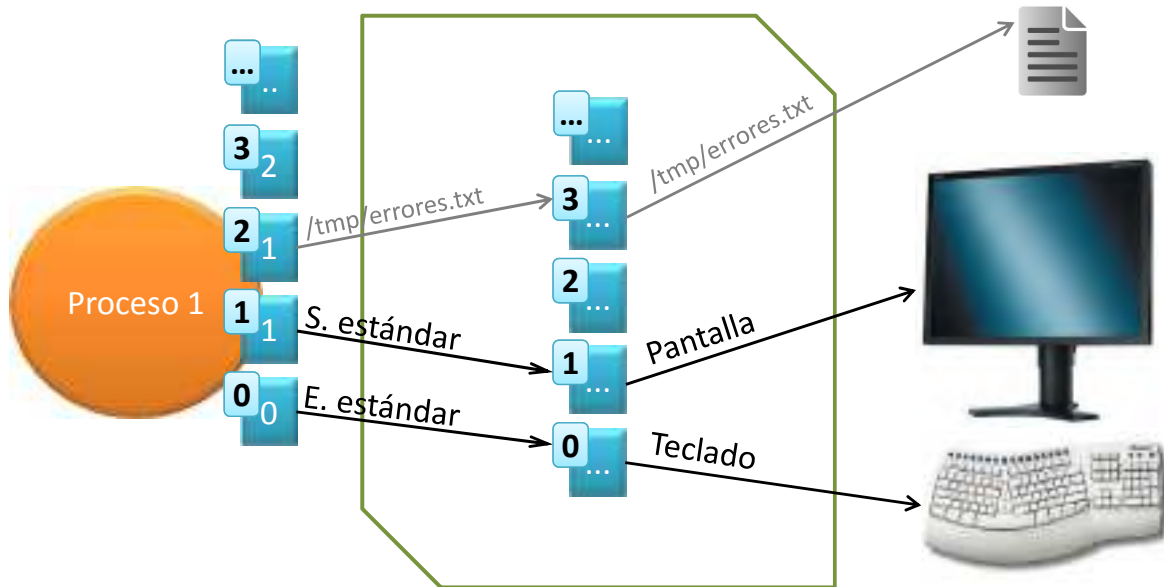 ...
..
3
2
2
1
Proceso 1
1
1
0
0
/tmp/errores.txt
S. estándar
E. estándar
...
...
3
...
2
...
1
...
0
...
/tmp/errores.txt
Pantalla
Teclado